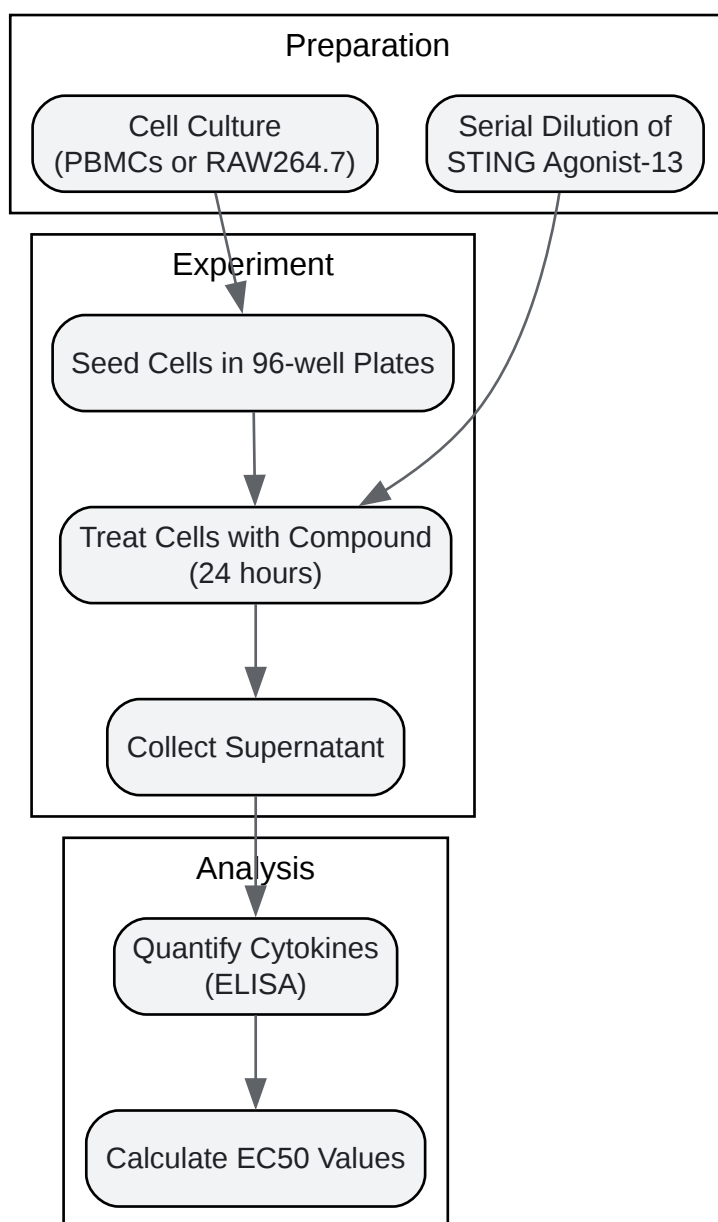 Preparation
Cell Culture
(PBMCs or RAW264.7)
Serial Dilution of
STING Agonist-13
Experiment
Seed Cells in 96-well Plates
Treat Cells with Compound
(24 hours)
Collect Supernatant
Analysis
Quantify Cytokines
(ELISA)
Calculate EC50 Values